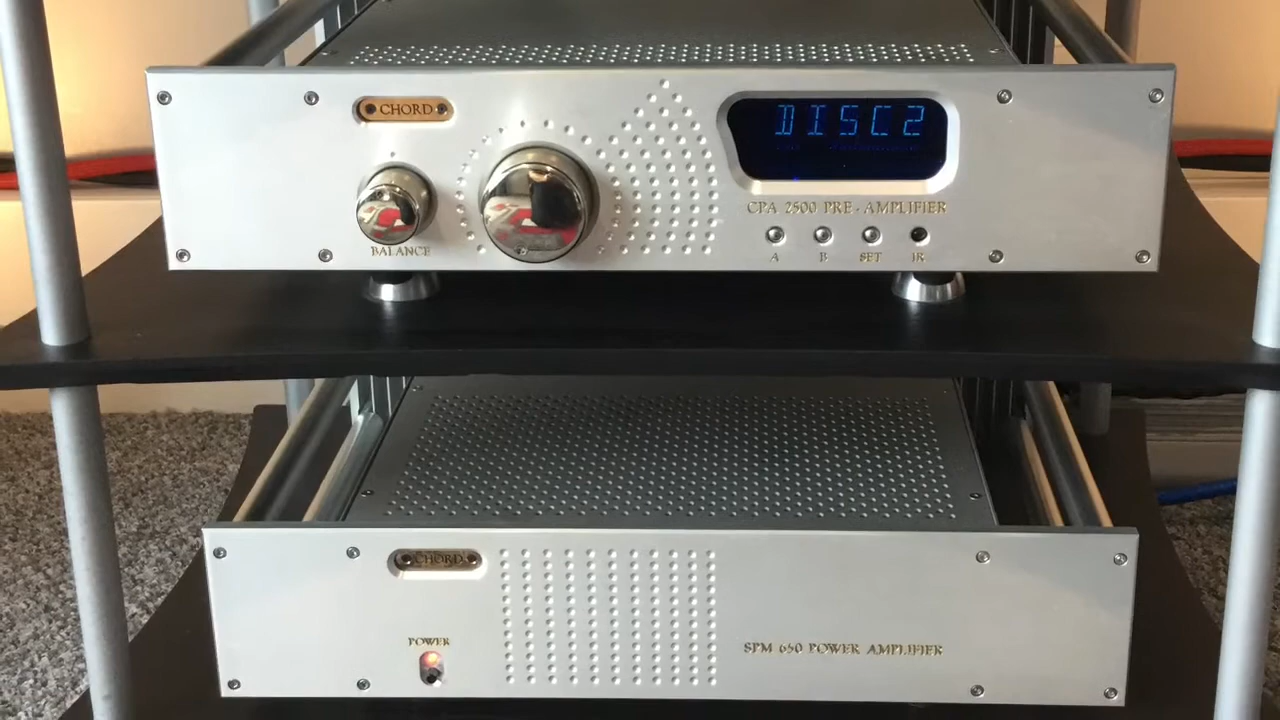 CHORD
DISC2
CPA 2500 PRE-AMPLIFIER
BALANCE
A B SET IR
CHORD
POWER
SPM 650 POWER AMPLIFIER